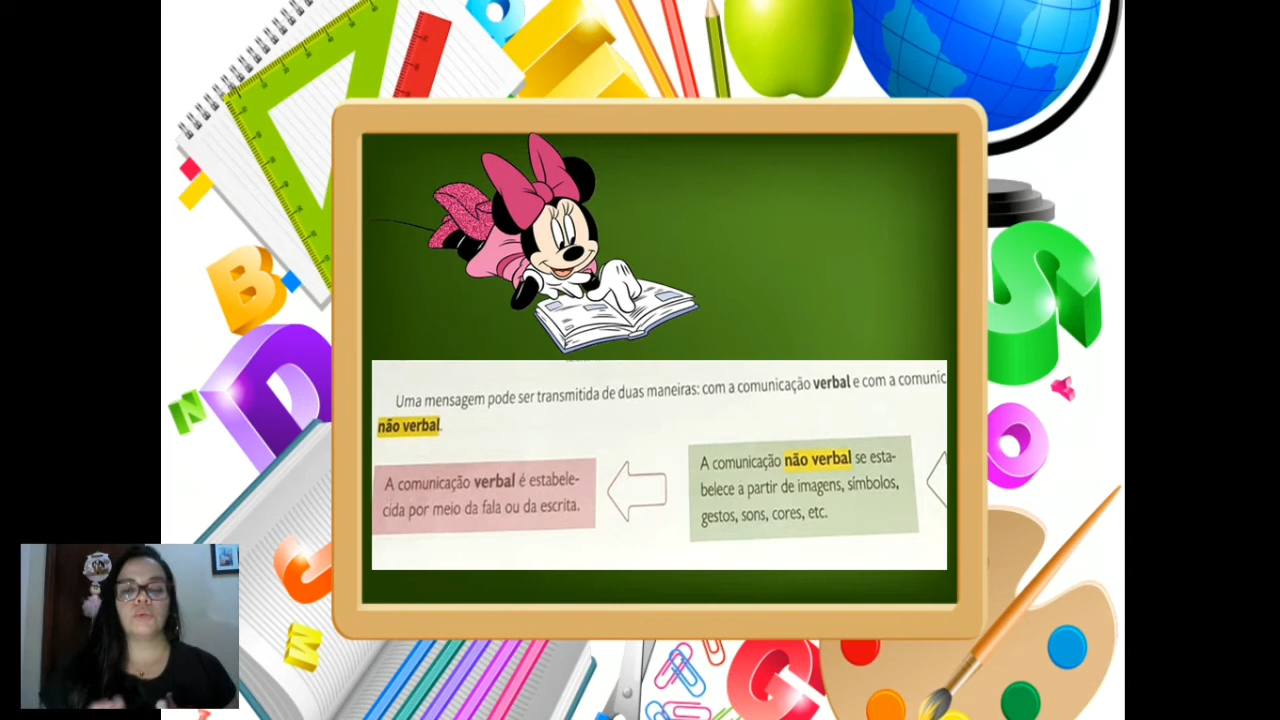 Uma mensagem pode ser transmitida de duas maneiras: com a comunicação verbal e com a comunic
não verbal.
A comunicação verbal é estabele-
cida por meio da fala ou da escrita.
A comunicação não verbal se esta-
belece a partir de imagens, símbolos,
gestos, sons, cores, etc.
B
D
N
J
M
S
G